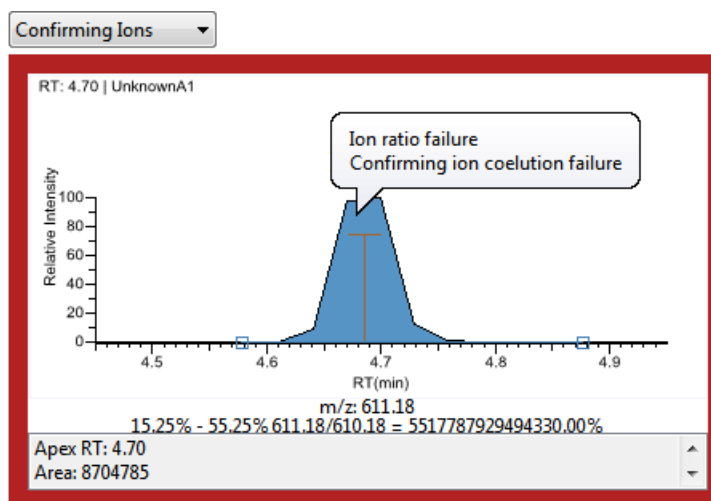 Confirming Ions
RT: 4.70 | UnknownA1
Ion ratio failure
Confirming ion coelution failure
Relative Intensity
100
80
60
40
20
0
4.5 4.6 4.7 4.8 4.9
RT(min)
m/z: 611.18
15.25% - 55.25% 611.18/610.18 = 5517787929494330.00%
Apex RT: 4.70
Area: 8704785